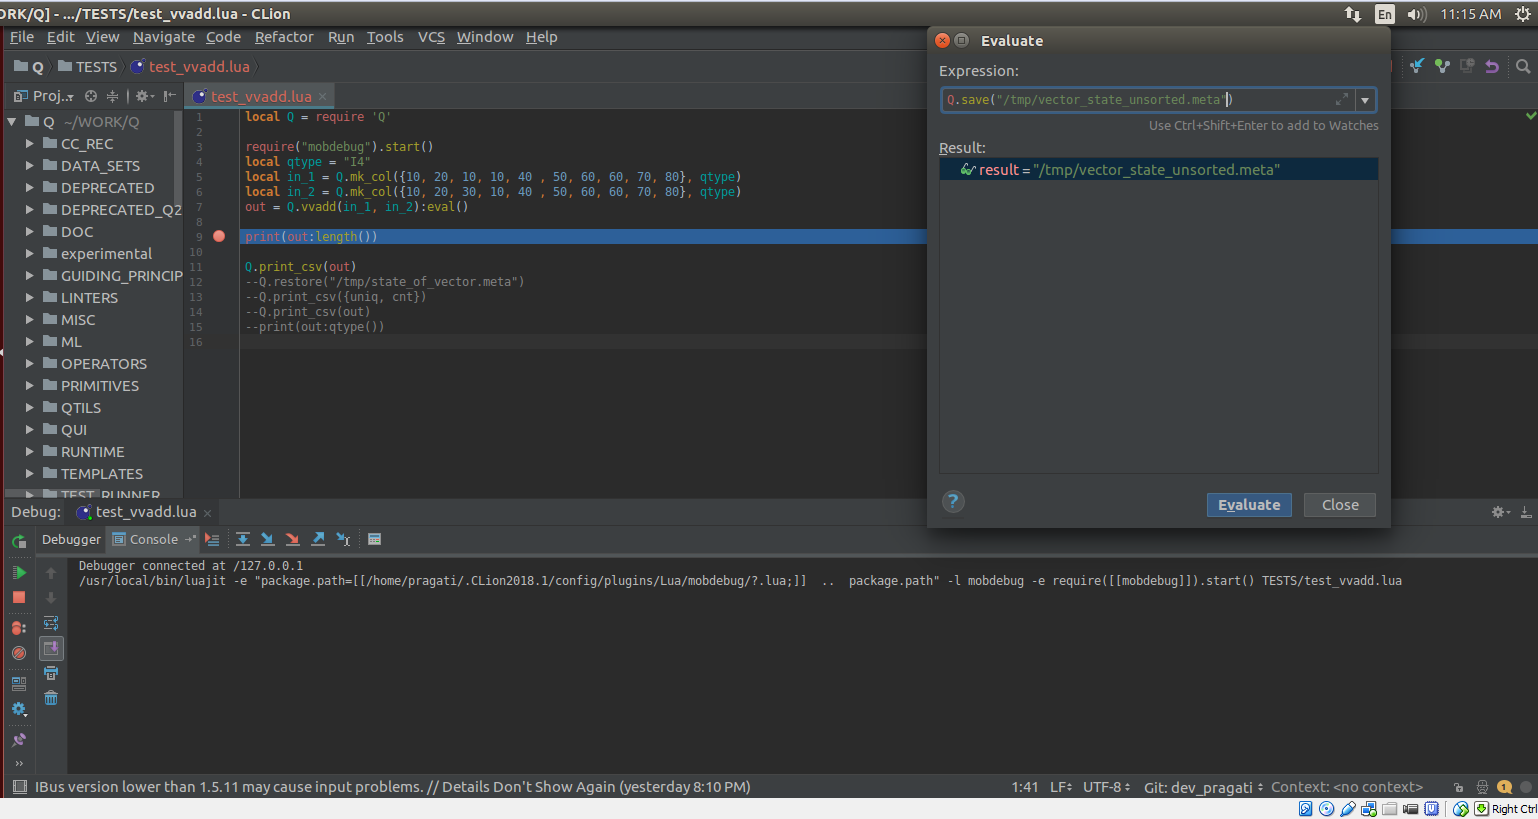 ORK/Q] - .../TESTS/test_vvadd.lua - CLion
En
11:15 AM
File Edit View Navigate Code Refactor Run Tools VCS Window Help
Q TESTS test_vvadd.lua
Proj..
test_vvadd.lua
Q ~/WORK/Q
CC_REC
DATA_SETS
DEPRECATED
DEPRECATED_Q2
DOC
experimental
GUIDING_PRINCIP
LINTERS
MISC
ML
OPERATORS
PRIMITIVES
QTILS
QUI
RUNTIME
TEMPLATES
TEST_RUNNER
1 local Q = require 'Q'
2
3 require("mobdebug").start()
4 local qtype = "I4"
5 local in_1 = Q.mk_col({10, 20, 10, 10, 40 , 50, 60, 60, 70, 80}, qtype)
6 local in_2 = Q.mk_col({10, 20, 30, 10, 40 , 50, 60, 60, 70, 80}, qtype)
7 out = Q.vvadd(in_1, in_2):eval()
8
9 print(out:length())
10
11 Q.print_csv(out)
12 --Q.restore("/tmp/state_of_vector.meta")
13 --Q.print_csv({uniq, cnt})
14 --Q.print_csv(out)
15 --print(out:qtype())
16
Evaluate
Expression:
Q.save("/tmp/vector_state_unsorted.meta")
Use Ctrl+Shift+Enter to add to Watches
Result:
result = "/tmp/vector_state_unsorted.meta"
?
Evaluate
Close
Debug: test_vvadd.lua
Debugger Console
Debugger connected at /127.0.0.1
/usr/local/bin/luajit -e "package.path=[[/home/pragati/.CLion2018.1/config/plugins/Lua/mobdebug/?.lua;]] .. package.path" -l mobdebug -e require([[mobdebug]]).start() TESTS/test_vvadd.lua
IBus version lower than 1.5.11 may cause input problems. // Details Don't Show Again (yesterday 8:10 PM)
1:41 LF UTF-8 Git: dev_pragati Context: <no context> 1
Right Ctrl